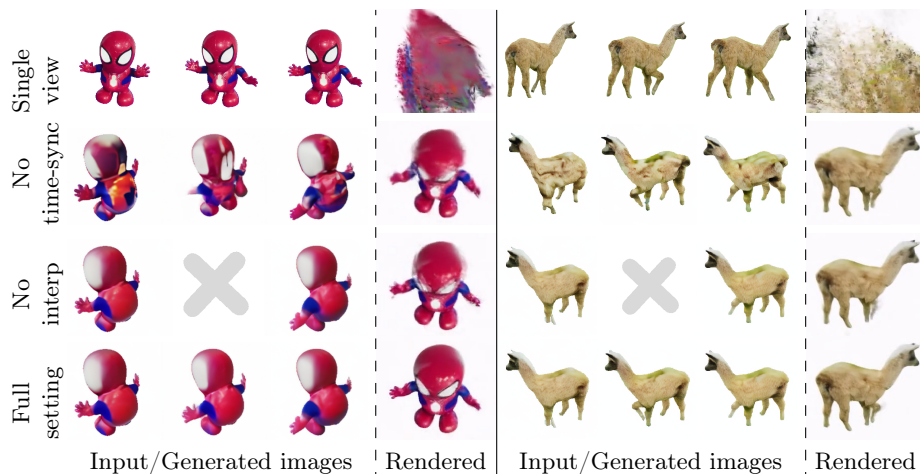 Single
view
No
time-sync
No
interp
Full
setting
Input/Generated images
Rendered
Input/Generated images
Rendered